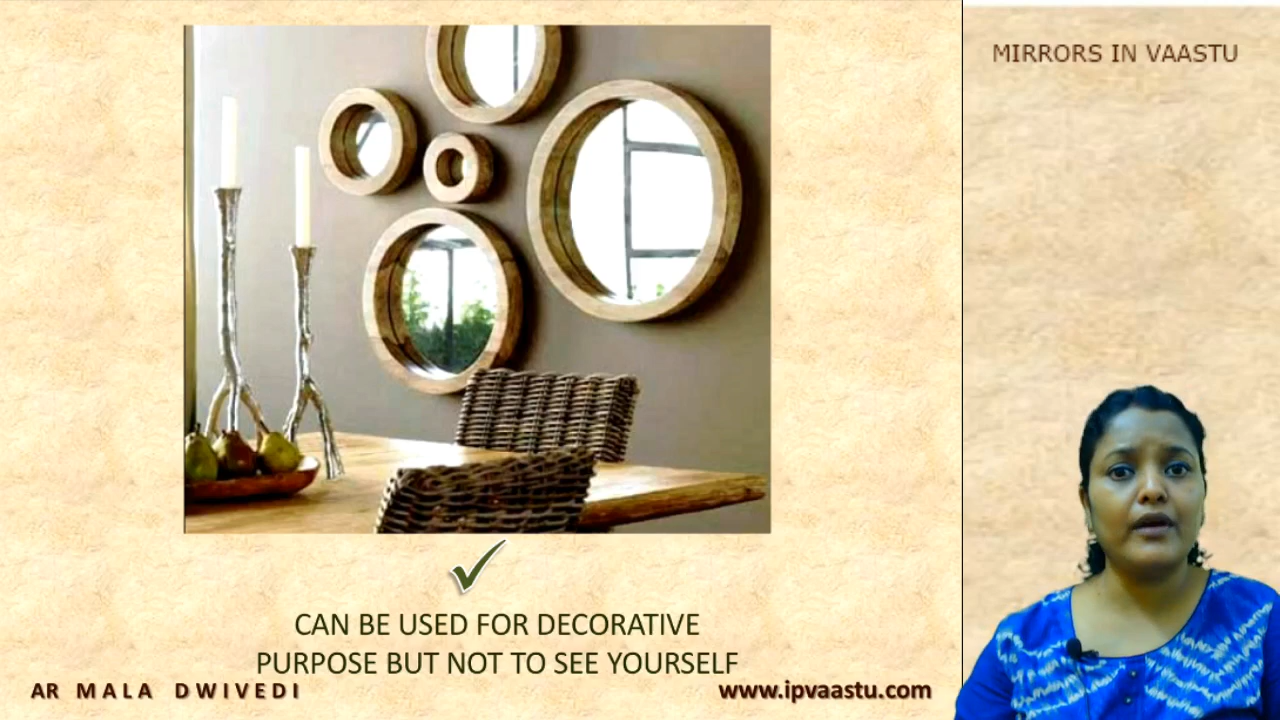 MIRRORS IN VAASTU
CAN BE USED FOR DECORATIVE
PURPOSE BUT NOT TO SEE YOURSELF
AR MALA DWIVEDI
www.ipvaastu.com